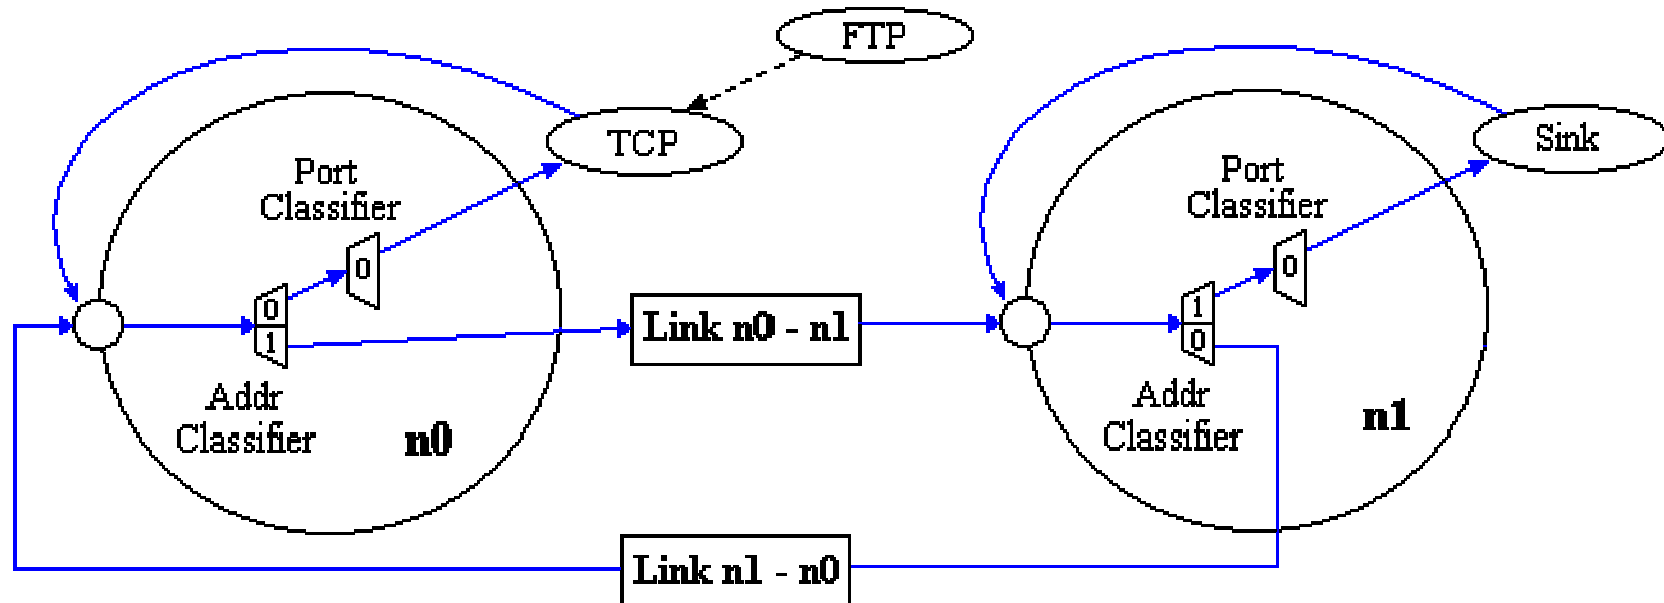 FTP
TCP
Sink
Port
Classifier
0
0
1
Addr
Classifier
n0
Link n0 - n1
Port
Classifier
0
1
0
Addr
Classifier
n1
Link n1 - n0